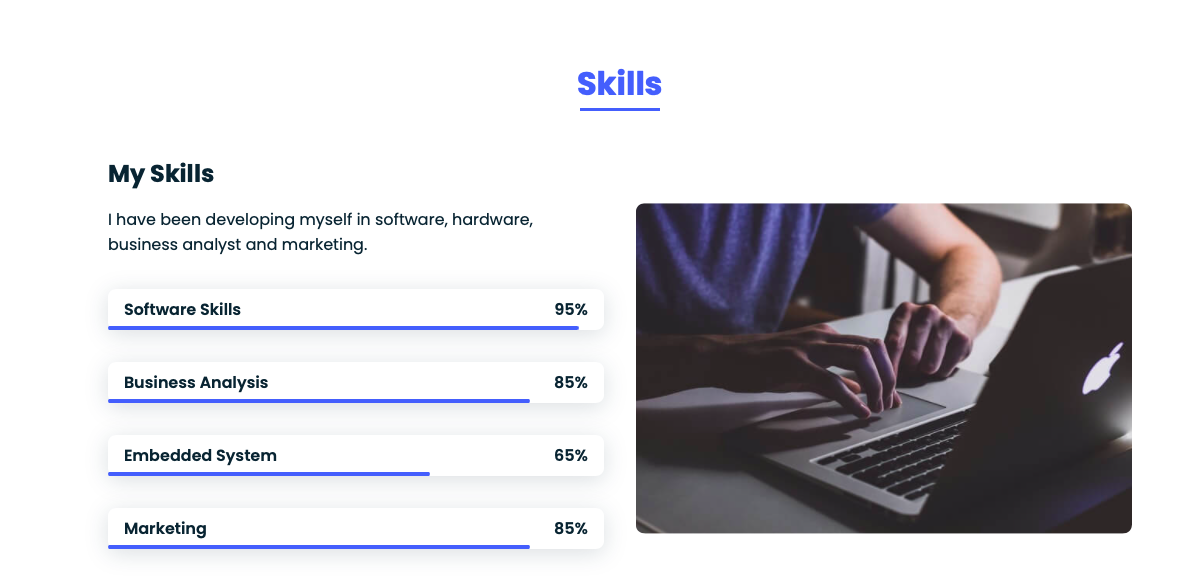 Skills
My Skills
I have been developing myself in software, hardware,
business analyst and marketing.
Software Skills 95%
Business Analysis 85%
Embedded System 65%
Marketing 85%